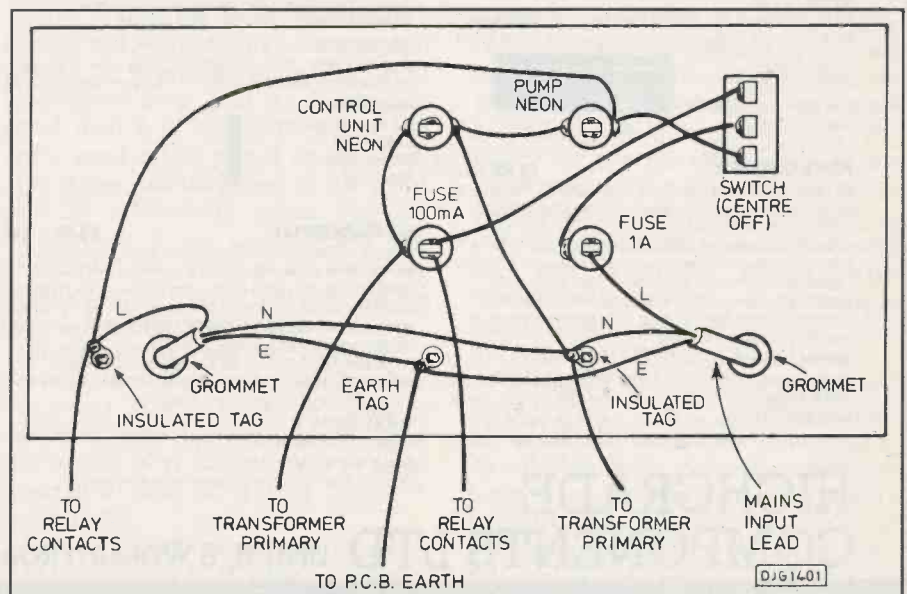 CONTROL
UNIT
NEON
PUMP
NEON
SWITCH
(CENTRE
OFF)
FUSE
100mA
FUSE
1A
L
N
E
L
N
E
GROMMET
INSULATED TAG
EARTH
TAG
INSULATED
TAG
GROMMET
TO
RELAY
CONTACTS
TO
TRANSFORMER
PRIMARY
TO
RELAY
CONTACTS
TO
TRANSFORMER
PRIMARY
MAINS
INPUT
LEAD
TO P.C.B. EARTH
DJG1401